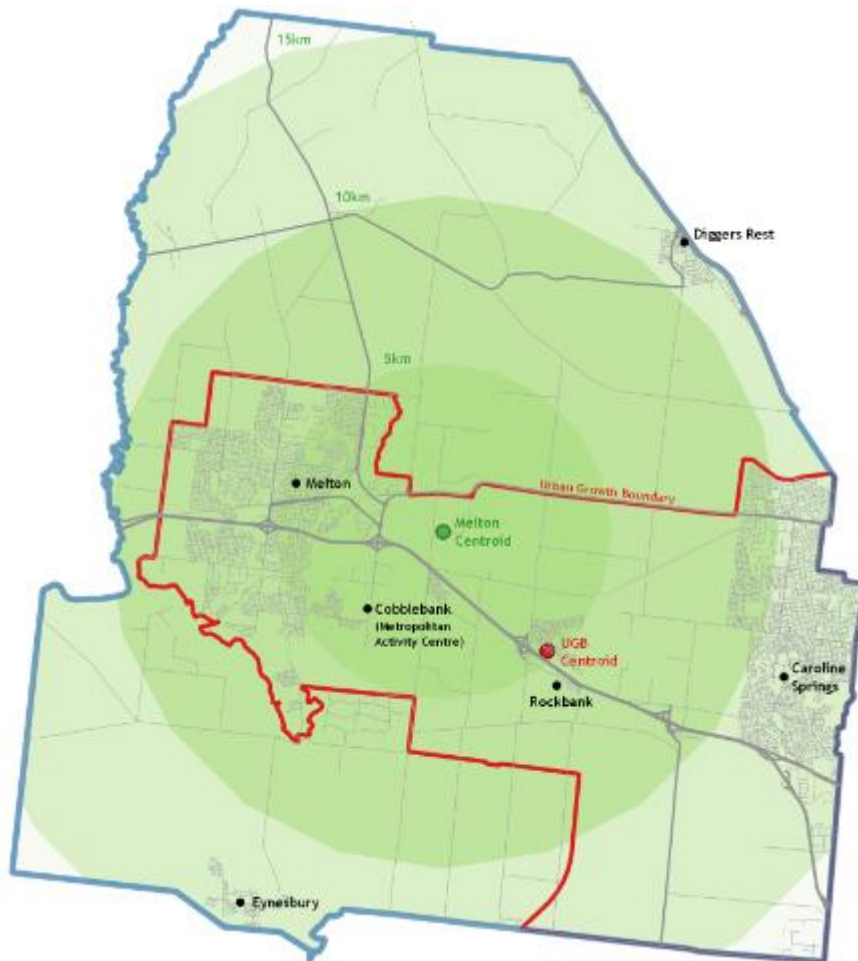 15km
10km
Diggers Rest
5km
Melton
Urban Growth Boundary
Melton
Centroid
Cobblebank
(Metropolitan
Activity Centre)
UGB
Centroid
Caroline
Springs
Rockbank
Eynesbury